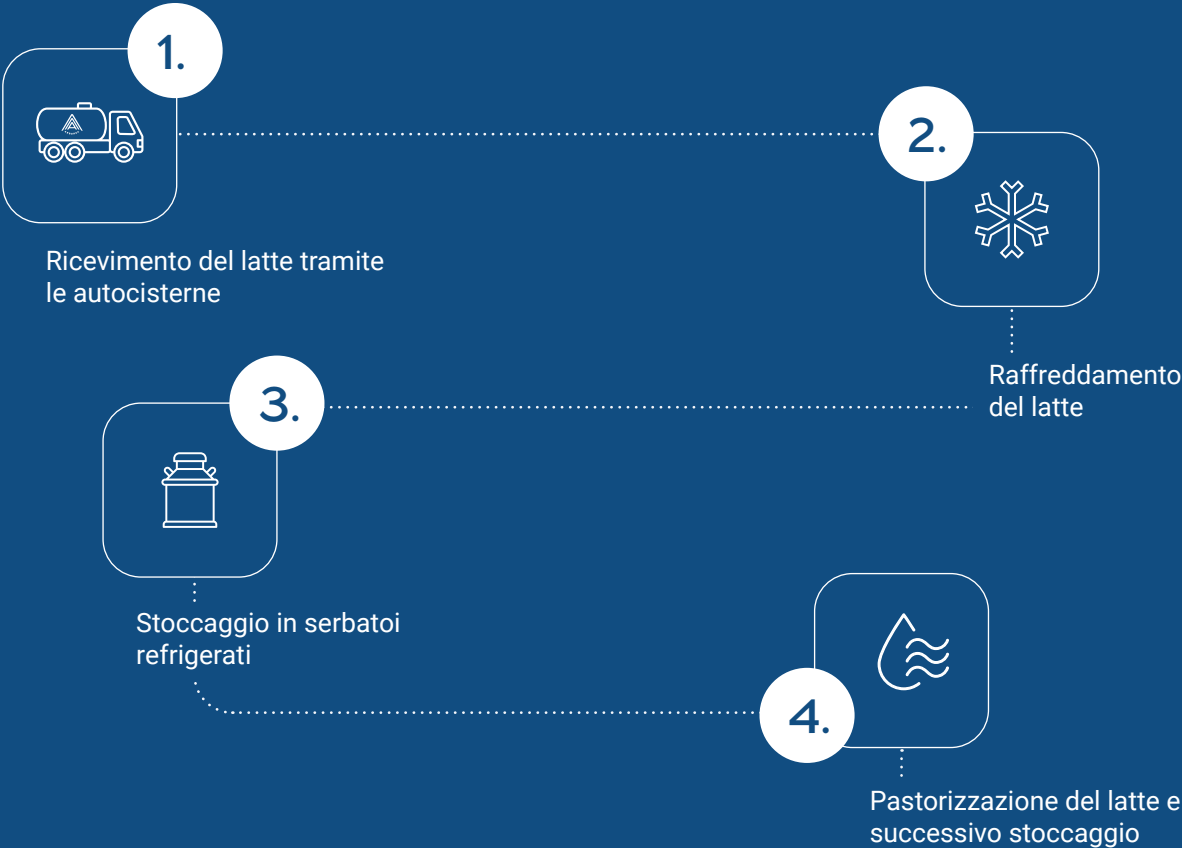 1.
Ricevimento del latte tramite
le autocisterne
2.
Raffreddamento
del latte
3.
Stoccaggio in serbatoi
refrigerati
4.
Pastorizzazione del latte e
successivo stoccaggio